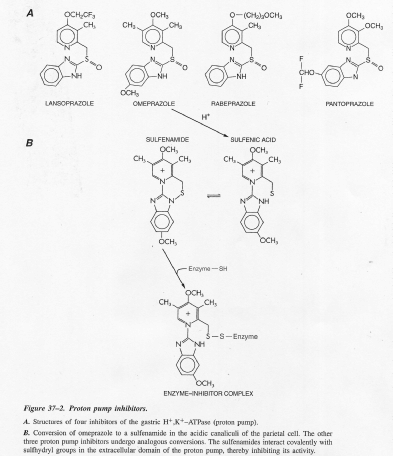 A
OCH₂CF₃
CH₃
N
S
O
N
NH
LANSOPRAZOLE
OCH₃
CH₃
CH₃
N
S
O
N
NH
OCH₃
OMEPRAZOLE
O—(CH₂)₃OCH₃
CH₃
N
S
O
N
NH
RABEPRAZOLE
OCH₃
OCH₃
N
S
O
F
CHO
F
N
N
PANTOPRAZOLE
H⁺
B
SULFENAMIDE
OCH₃
CH₃
CH₃
+
N
S
N
N
OCH₃
SULFENIC ACID
OCH₃
CH₃
CH₃
+
N
S
N
NH
OCH₃
⇌
Enzyme—SH
OCH₃
CH₃
CH₃
+
N
S—S—Enzyme
N
NH
OCH₃
ENZYME–INHIBITOR COMPLEX
Figure 37–2. Proton pump inhibitors.
A. Structures of four inhibitors of the gastric H⁺,K⁺–ATPase (proton pump).
B. Conversion of omeprazole to a sulfenamide in the acidic canaliculi of the parietal cell. The other
three proton pump inhibitors undergo analogous conversions. The sulfenamides interact covalently with
sulfhydryl groups in the extracellular domain of the proton pump, thereby inhibiting its activity.